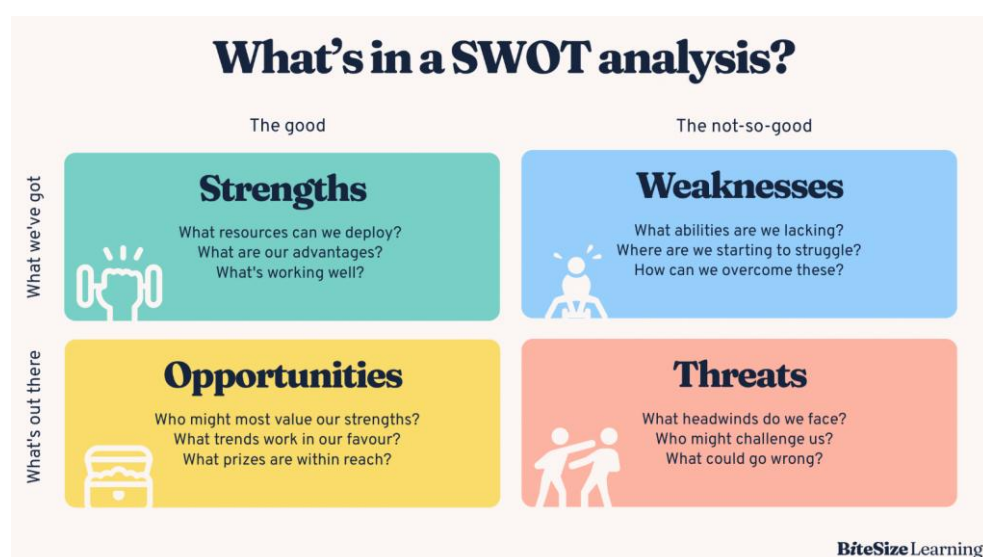 What's in a SWOT analysis?
The good
The not-so-good
What we've got
Strengths
What resources can we deploy?
What are our advantages?
What's working well?
Weaknesses
What abilities are we lacking?
Where are we starting to struggle?
How can we overcome these?
What's out there
Opportunities
Who might most value our strengths?
What trends work in our favour?
What prizes are within reach?
Threats
What headwinds do we face?
Who might challenge us?
What could go wrong?
BiteSize Learning